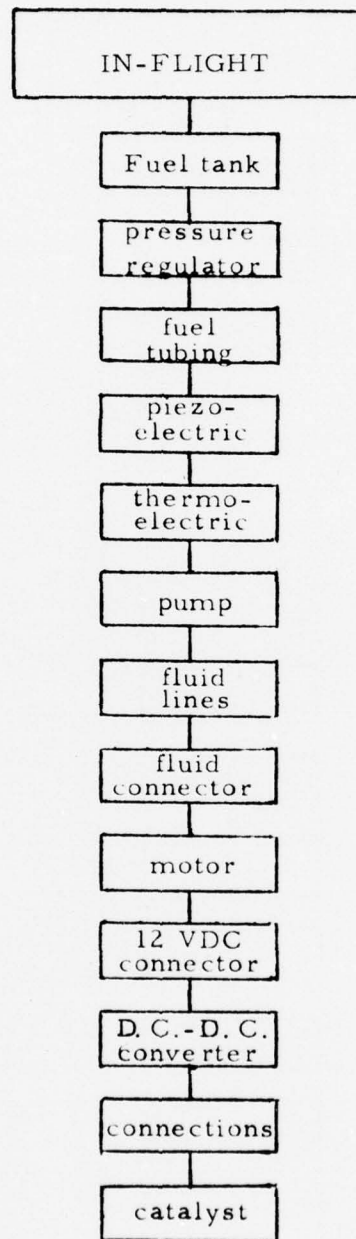 IN-FLIGHT
Fuel tank
pressure
regulator
fuel
tubing
piezo-
electric
thermo-
electric
pump
fluid
lines
fluid
connector
motor
12 VDC
connector
D.C.-D.C.
converter
connections
catalyst